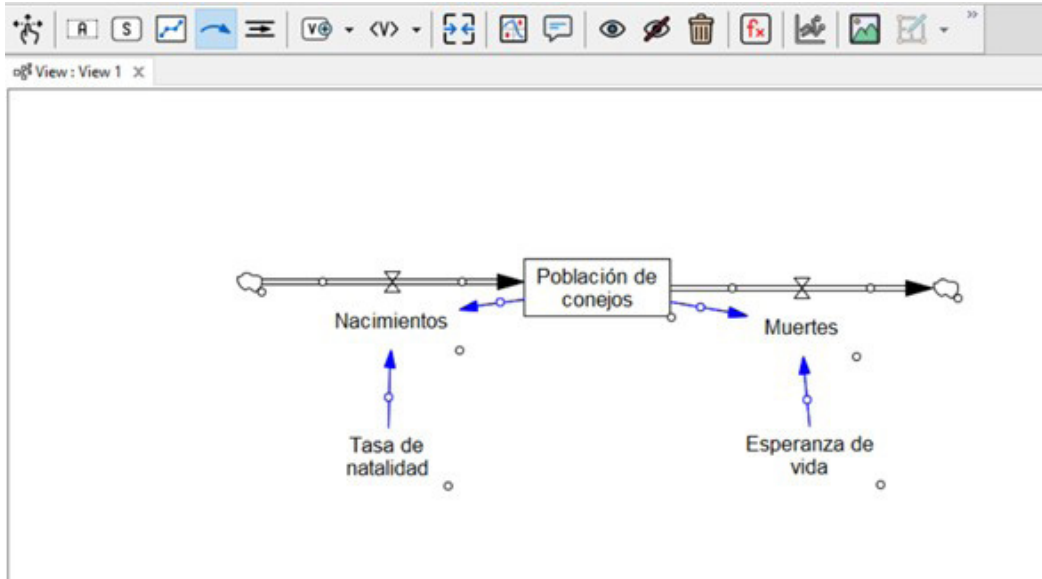 View : View 1
Población de
conejos
Nacimientos
Muertes
Tasa de
natalidad
Esperanza de
vida